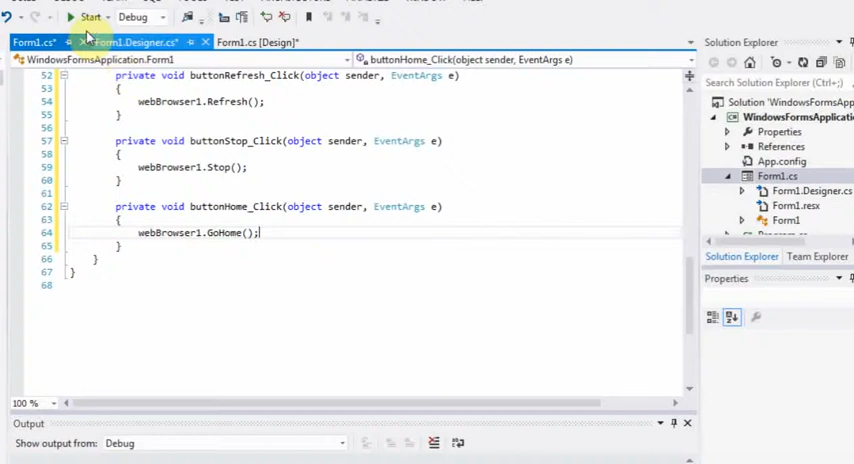 Start Debug
Form1.cs* Form1.Designer.cs* Form1.cs [Design]*
WindowsFormsApplication.Form1 buttonHome_Click(object sender, EventArgs e)
52 private void buttonRefresh_Click(object sender, EventArgs e)
53 {
54 webBrowser1.Refresh();
55 }
56
57 private void buttonStop_Click(object sender, EventArgs e)
58 {
59 webBrowser1.Stop();
60 }
61
62 private void buttonHome_Click(object sender, EventArgs e)
63 {
64 webBrowser1.GoHome();
65 }
66 }
67 }
68
100 %
Output
Show output from: Debug
Solution Explorer
Search Solution Explorer (Ctrl+;)
Solution 'WindowsFormsApp
WindowsFormsApplicatio
Properties
References
App.config
Form1.cs
Form1.Designer.cs
Form1.resx
Form1
Solution Explorer Team Explorer
Properties